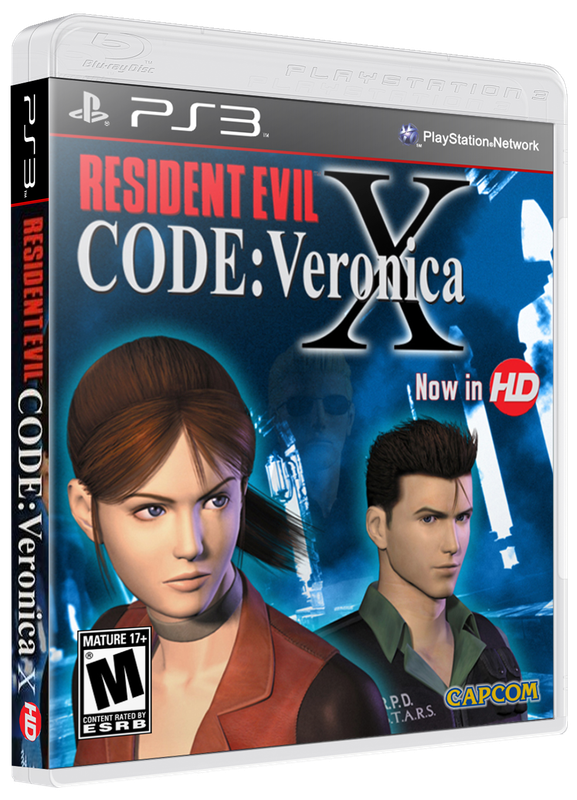 Blu-ray Disc
PLAYSTATION 3
PS3
PlayStation®Network
RESIDENT EVIL
CODE: Veronica
X
Now in HD
MATURE 17+
M
CONTENT RATED BY
ESRB
.P.D.
.T.A.R.S.
CAPCOM
PS3
RESIDENT EVIL
CODE: Veronica X
HD